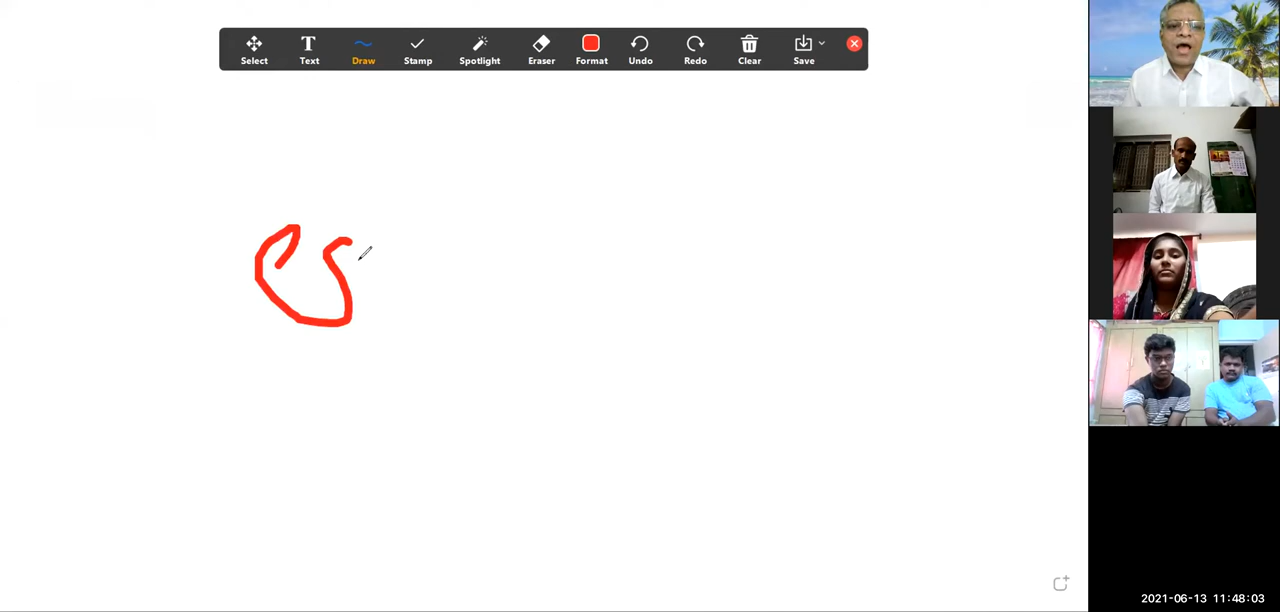 Select Text Draw Stamp Spotlight Eraser Format Undo Redo Clear Save
2021-06-13 11:48:03